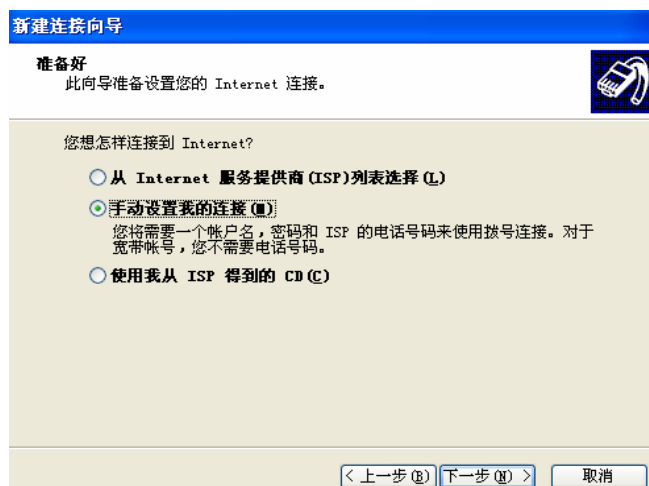 新建连接向导
准备好
此向导准备设置您的 Internet 连接。
您想怎样连接到 Internet?
从 Internet 服务提供商(ISP)列表选择(L)
手动设置我的连接(M)
您将需要一个帐户名，密码和 ISP 的电话号码来使用拨号连接。对于
宽带帐号，您不需要电话号码。
使用我从 ISP 得到的 CD(C)
< 上一步(B) 下一步(N) > 取消